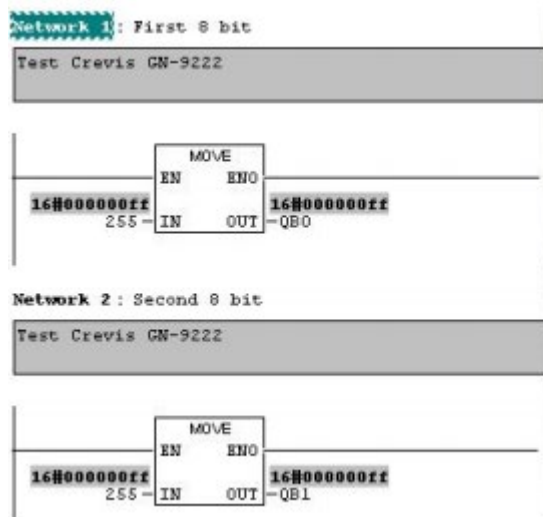 Network 1: First 8 bit
Test Crevis GN-9222
MOVE
EN ENO
16#000000ff 16#000000ff
255 IN OUT QB0
Network 2: Second 8 bit
Test Crevis GN-9222
MOVE
EN ENO
16#000000ff 16#000000ff
255 IN OUT QB1